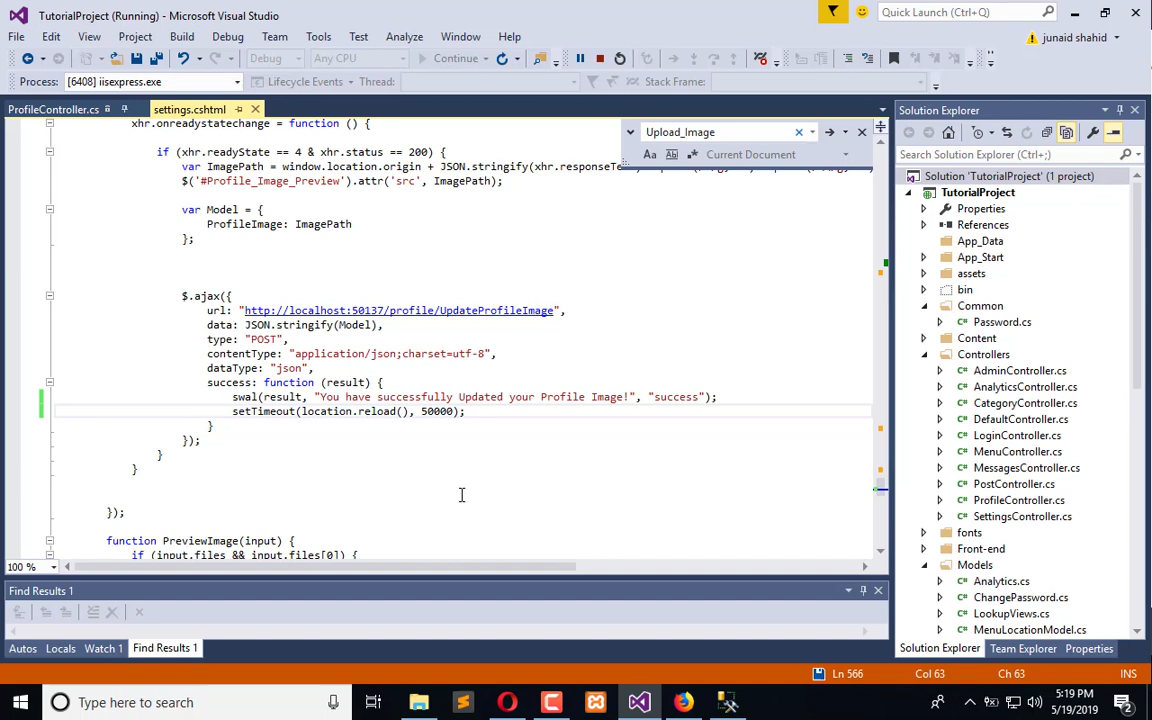 TutorialProject (Running) - Microsoft Visual Studio
Quick Launch (Ctrl+Q)
File Edit View Project Build Debug Team Tools Test Analyze Window Help
junaid shahid
Debug Any CPU Continue
Process: [6408] iisexpress.exe Lifecycle Events Thread: Stack Frame:
ProfileController.cs settings.cshtml
xhr.onreadystatechange = function () {
Upload_Image
Aa Current Document
if (xhr.readyState == 4 & xhr.status == 200) {
var ImagePath = window.location.origin + JSON.stringify(xhr.responseTe
$('#Profile_Image_Preview').attr('src', ImagePath);
var Model = {
ProfileImage: ImagePath
};
$.ajax({
url: "http://localhost:50137/profile/UpdateProfileImage",
data: JSON.stringify(Model),
type: "POST",
contentType: "application/json;charset=utf-8",
dataType: "json",
success: function (result) {
swal(result, "You have successfully Updated your Profile Image!", "success");
setTimeout(location.reload(), 50000);
}
});
}
}
});
function PreviewImage(input) {
if (input.files && input.files[0]) {
100 %
Find Results 1
Autos Locals Watch 1 Find Results 1
Solution Explorer
Search Solution Explorer (Ctrl+;)
Solution 'TutorialProject' (1 project)
TutorialProject
Properties
References
App_Data
App_Start
assets
bin
Common
Password.cs
Content
Controllers
AdminController.cs
AnalyticsController.cs
CategoryController.cs
DefaultController.cs
LoginController.cs
MenuController.cs
MessagesController.cs
PostController.cs
ProfileController.cs
SettingsController.cs
fonts
Front-end
Models
Analytics.cs
ChangePassword.cs
LookupViews.cs
MenuLocationModel.cs
Solution Explorer Team Explorer Properties
Ln 566 Col 63 Ch 63 INS
Type here to search
5:19 PM
5/19/2019
2